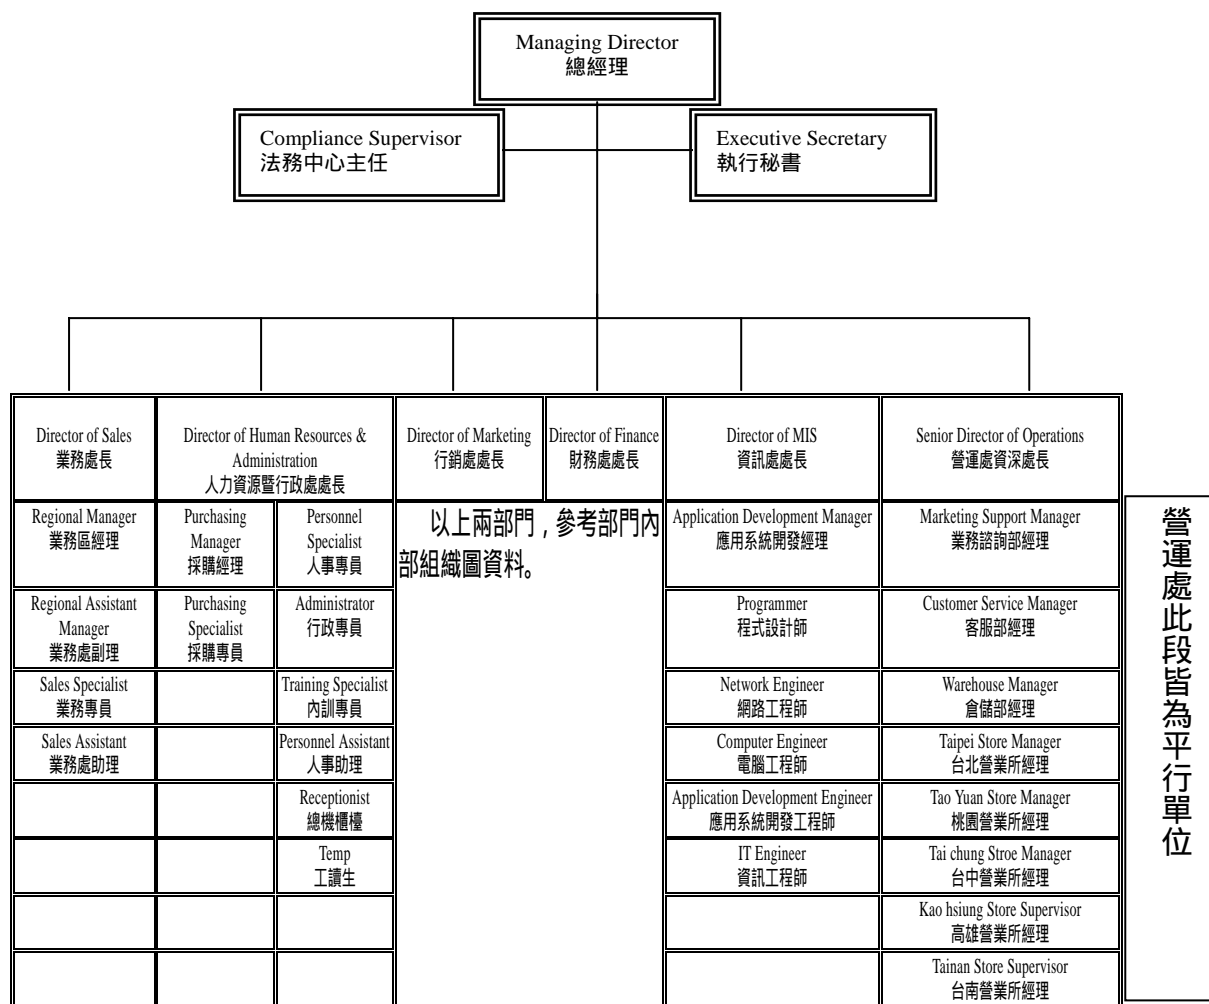 Managing Director
總經理
Compliance Supervisor
法務中心主任
Executive Secretary
執行秘書
Director of Sales
業務處長
Director of Human Resources &
Administration
人力資源暨行政處處長
Director of Marketing
行銷處處長
Director of Finance
財務處處長
Director of MIS
資訊處處長
Senior Director of Operations
營運處資深處長
Regional Manager
業務區經理
Purchasing
Manager
採購經理
Personnel
Specialist
人事專員
以上兩部門，參考部門內
部組織圖資料。
Application Development Manager
應用系統開發經理
Marketing Support Manager
業務諮詢部經理
營運處此段皆為平行單位
Regional Assistant
Manager
業務處副理
Purchasing
Specialist
採購專員
Administrator
行政專員
Programmer
程式設計師
Customer Service Manager
客服部經理
Sales Specialist
業務專員
Training Specialist
內訓專員
Network Engineer
網路工程師
Warehouse Manager
倉儲部經理
Sales Assistant
業務處助理
Personnel Assistant
人事助理
Computer Engineer
電腦工程師
Taipei Store Manager
台北營業所經理
Receptionist
總機櫃檯
Application Development Engineer
應用系統開發工程師
Tao Yuan Store Manager
桃園營業所經理
Temp
工讀生
IT Engineer
資訊工程師
Tai chung Stroe Manager
台中營業所經理
Kao hsiung Store Supervisor
高雄營業所經理
Tainan Store Supervisor
台南營業所經理